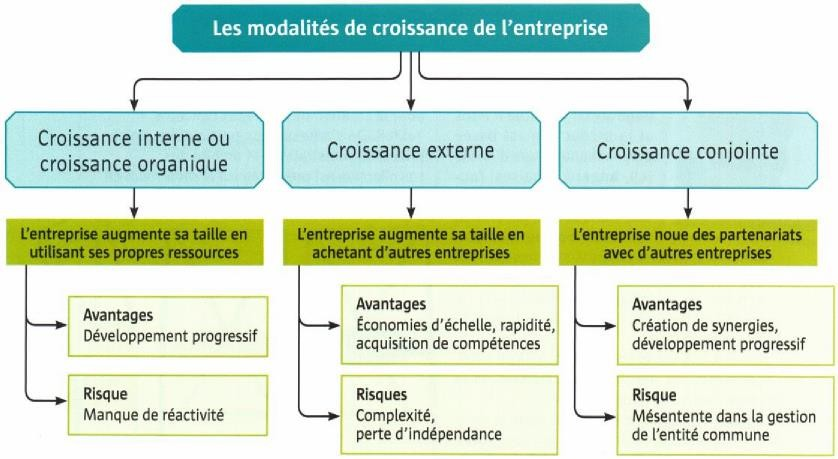 Les modalités de croissance de l'entreprise
Croissance interne ou
croissance organique
L'entreprise augmente sa taille en
utilisant ses propres ressources
Avantages
Développement progressif
Risque
Manque de réactivité
Croissance externe
L'entreprise augmente sa taille en
achetant d'autres entreprises
Avantages
Économies d'échelle, rapidité,
acquisition de compétences
Risques
Complexité,
perte d'indépendance
Croissance conjointe
L'entreprise noue des partenariats
avec d'autres entreprises
Avantages
Création de synergies,
développement progressif
Risque
Mésentente dans la gestion
de l'entité commune